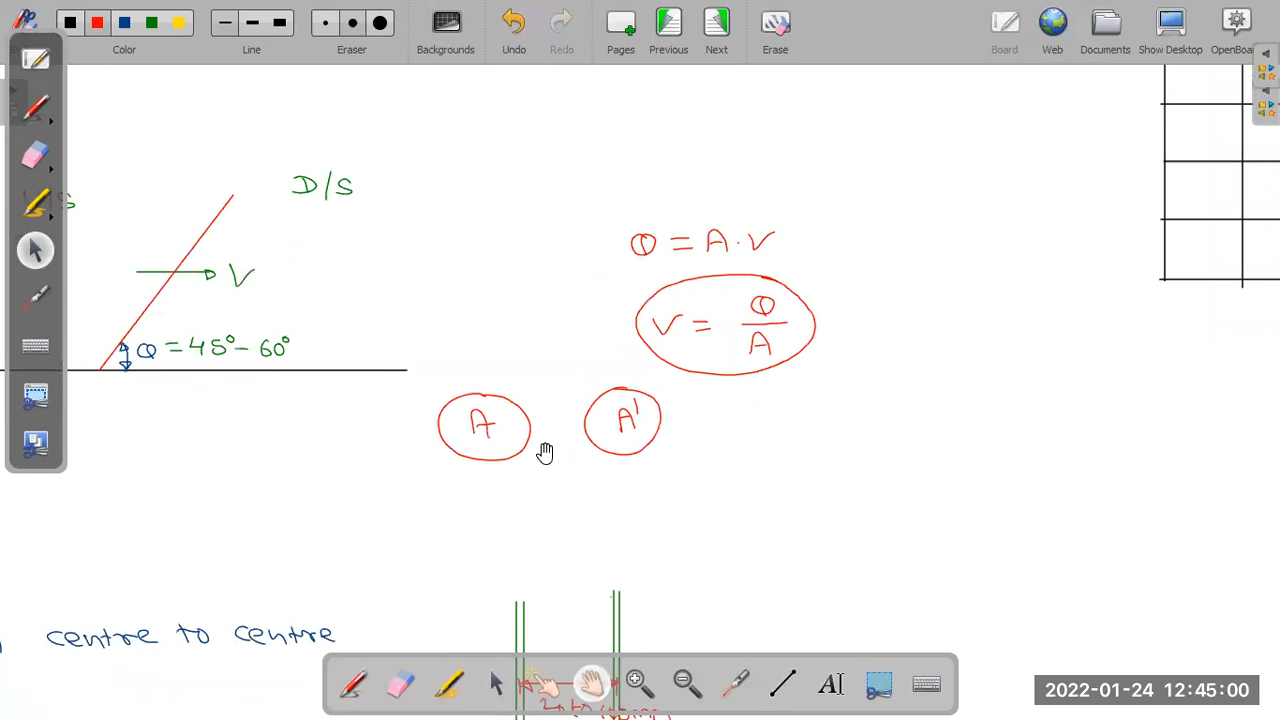 Color
Line
Eraser
Backgrounds
Undo
Redo
Pages
Previous
Next
Erase
Board
Web
Documents
Show Desktop
OpenBoard
S
D/S
V
Q = 45° - 60°
Q = A.V
V = Q/A
A
A'
centre to centre
2022-01-24 12:45:00